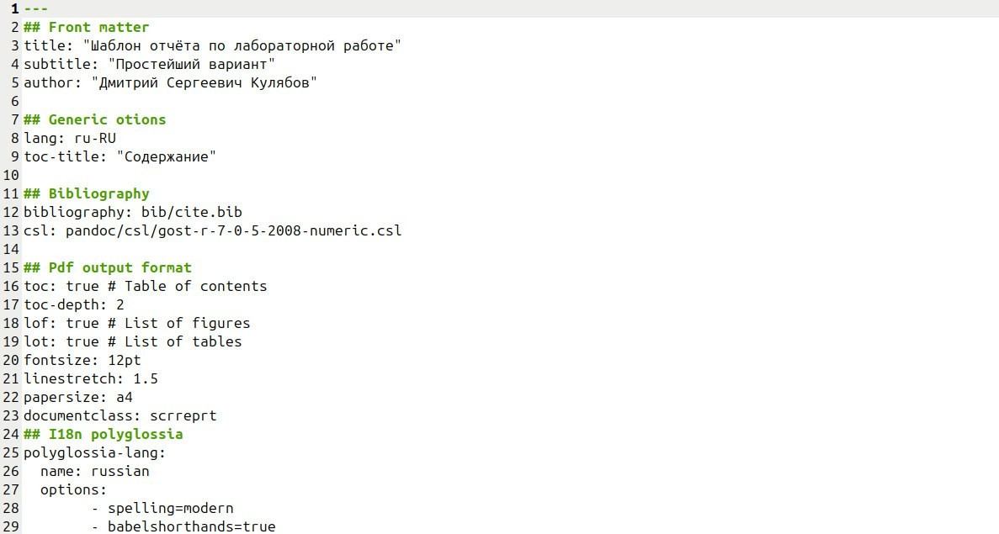 1 ---
2 ## Front matter
3 title: "Шаблон отчёта по лабораторной работе"
4 subtitle: "Простейший вариант"
5 author: "Дмитрий Сергеевич Кулябов"
6
7 ## Generic otions
8 lang: ru-RU
9 toc-title: "Содержание"
10
11 ## Bibliography
12 bibliography: bib/cite.bib
13 csl: pandoc/csl/gost-r-7-0-5-2008-numeric.csl
14
15 ## Pdf output format
16 toc: true # Table of contents
17 toc-depth: 2
18 lof: true # List of figures
19 lot: true # List of tables
20 fontsize: 12pt
21 linestretch: 1.5
22 papersize: a4
23 documentclass: scrreprt
24 ## I18n polyglossia
25 polyglossia-lang:
26   name: russian
27   options:
28         - spelling=modern
29         - babelshorthands=true